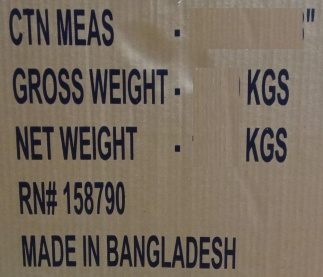 CTN MEAS : "
GROSS WEIGHT : KGS
NET WEIGHT : KGS
RN# 158790
MADE IN BANGLADESH